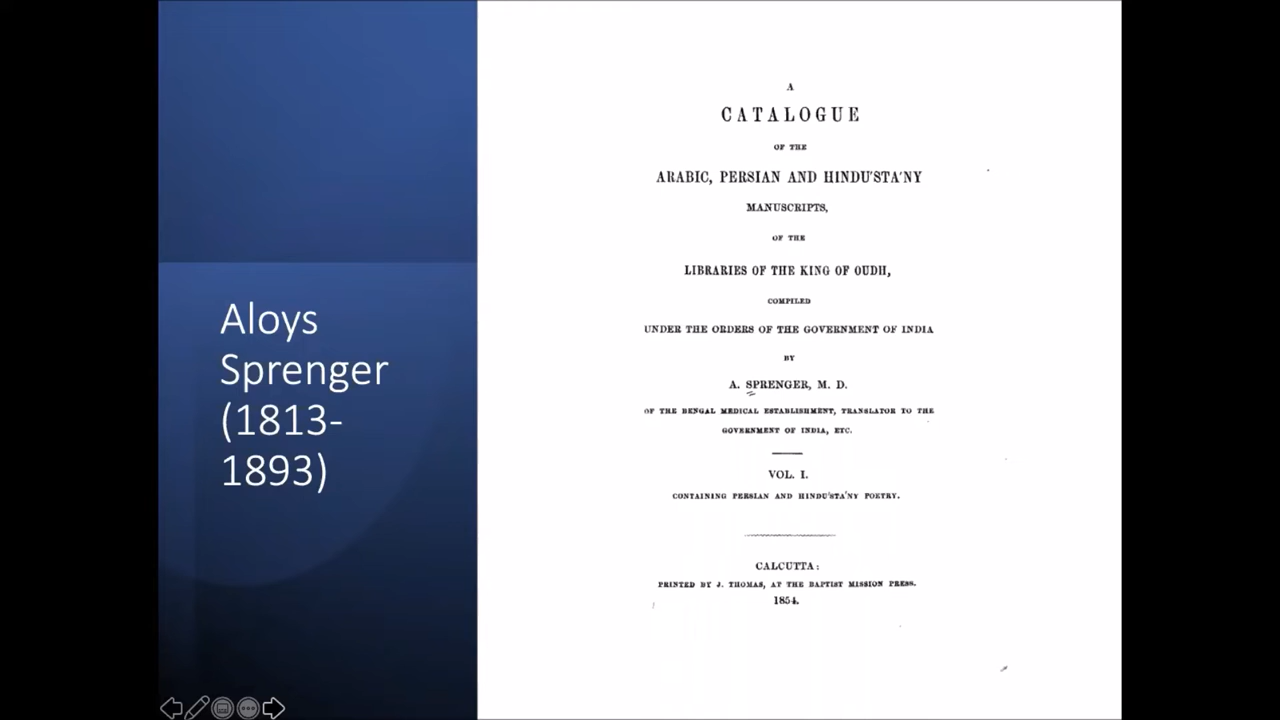 Aloys
Sprenger
(1813-
1893)
A
CATALOGUE
OF THE
ARABIC, PERSIAN AND HINDU'STA'NY
MANUSCRIPTS,
OF THE
LIBRARIES OF THE KING OF OUDH,
COMPILED
UNDER THE ORDERS OF THE GOVERNMENT OF INDIA
BY
A. SPRENGER, M. D.
OF THE BENGAL MEDICAL ESTABLISHMENT, TRANSLATOR TO THE
GOVERNMENT OF INDIA, ETC.
VOL. I.
CONTAINING PERSIAN AND HINDU'STA'NY POETRY.
CALCUTTA:
PRINTED BY J. THOMAS, AT THE BAPTIST MISSION PRESS.
1854.